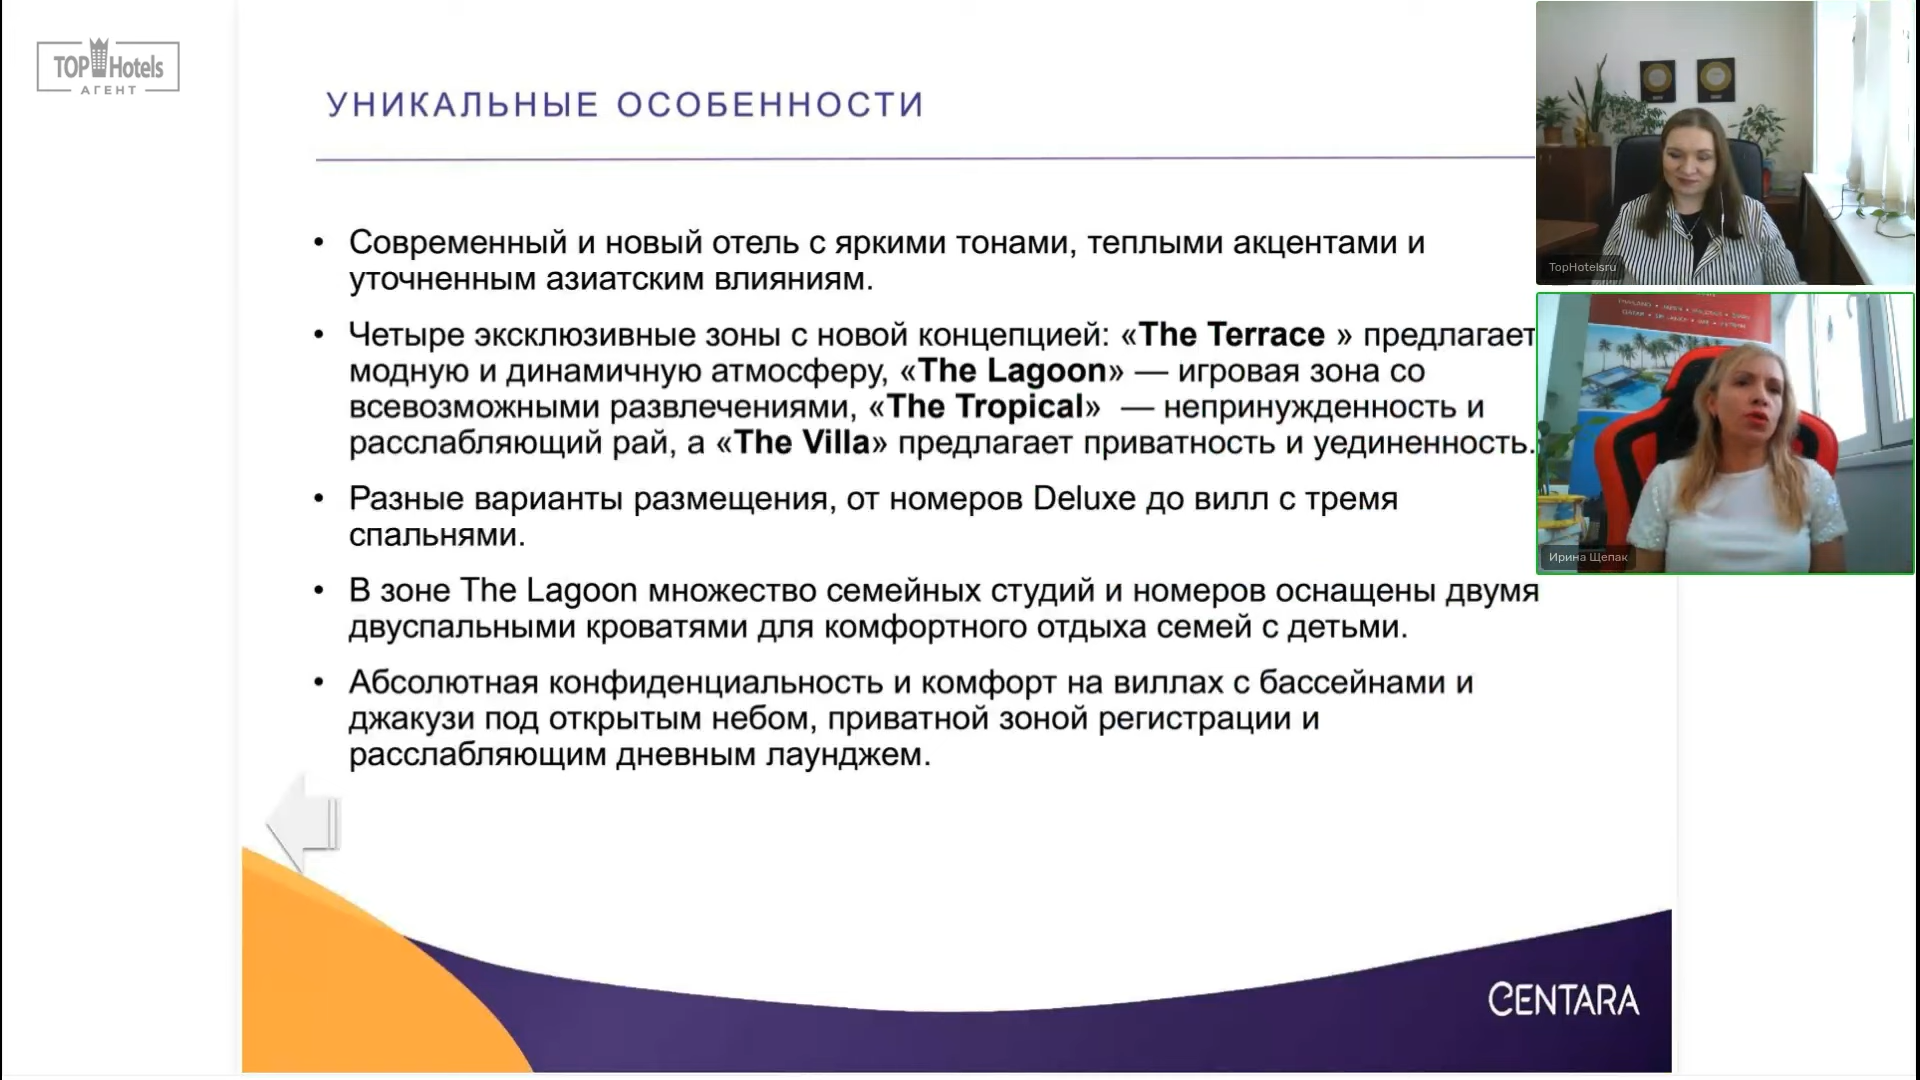 TOP Hotels
АГЕНТ
УНИКАЛЬНЫЕ ОСОБЕННОСТИ
• Современный и новый отель с яркими тонами, теплыми акцентами и
уточненным азиатским влияниям.
• Четыре эксклюзивные зоны с новой концепцией: «The Terrace » предлагает
модную и динамичную атмосферу, «The Lagoon» — игровая зона со
всевозможными развлечениями, «The Tropical» — непринужденность и
расслабляющий рай, а «The Villa» предлагает приватность и уединенность.
• Разные варианты размещения, от номеров Deluxe до вилл с тремя
спальнями.
• В зоне The Lagoon множество семейных студий и номеров оснащены двумя
двуспальными кроватями для комфортного отдыха семей с детьми.
• Абсолютная конфиденциальность и комфорт на виллах с бассейнами и
джакузи под открытым небом, приватной зоной регистрации и
расслабляющим дневным лаунджем.
CENTARA
TopHotelsru
Ирина Щепак